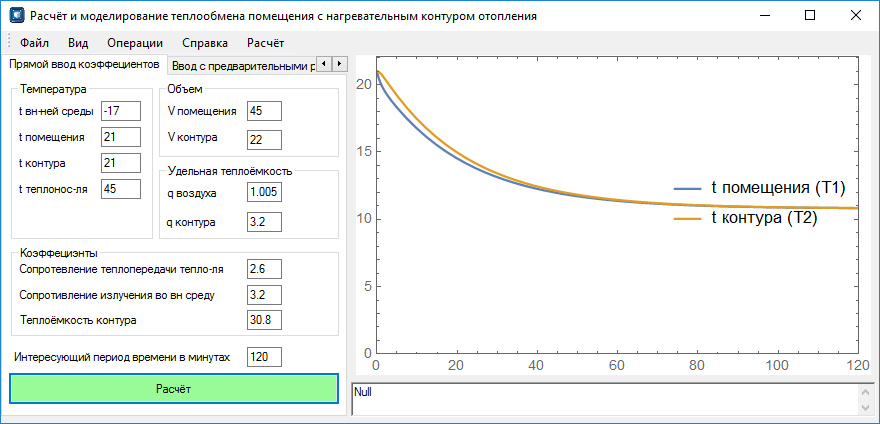 Расчёт и моделирование теплообмена помещения с нагревательным контуром отопления
Файл Вид Операции Справка Расчёт
Прямой ввод коэффециентов Ввод с предварительными р
Температура
t вн-ней среды -17
t помещения 21
t контура 21
t теплонос-ля 45
Объем
V помещения 45
V контура 22
Удельная теплоёмкость
q воздуха 1.005
q контура 3.2
Коэффециэнты
Сопротевление теплопередачи тепло-ля 2.6
Сопротивление излучения во вн среду 3.2
Теплоёмкость контура 30.8
Интересующий период времени в минутах 120
Расчёт
20
15
10
5
0
0 20 40 60 80 100 120
t помещения (T1)
t контура (T2)
Null